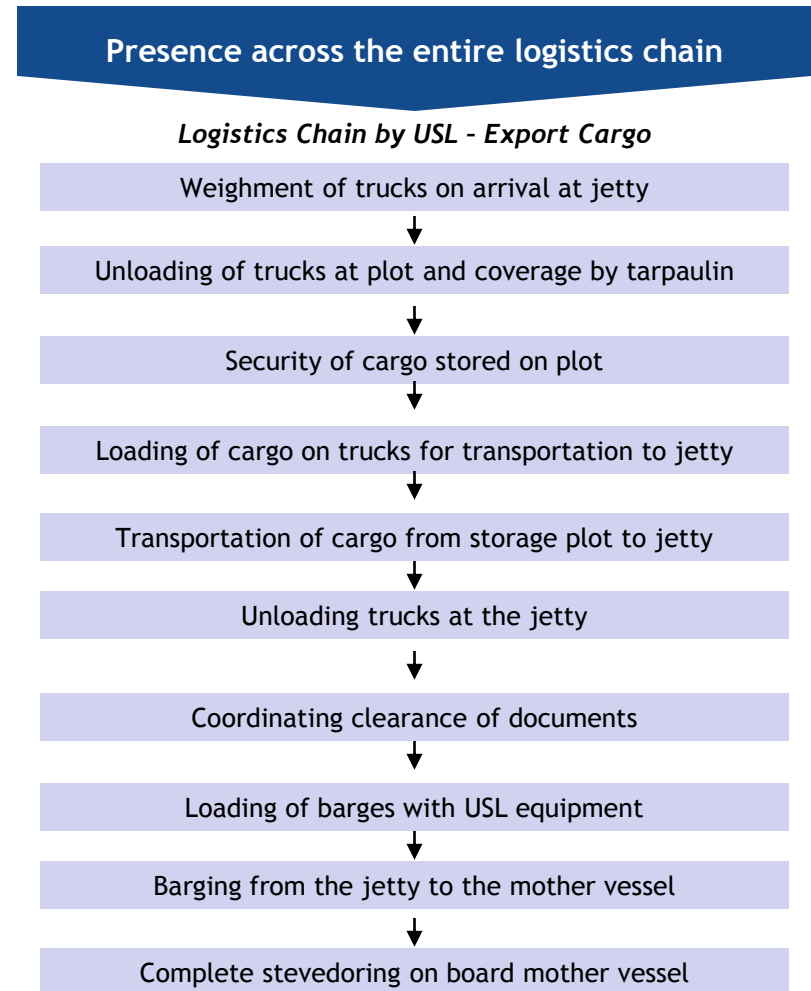 Presence across the entire logistics chain
Logistics Chain by USL – Export Cargo
Weighment of trucks on arrival at jetty
Unloading of trucks at plot and coverage by tarpaulin
Security of cargo stored on plot
Loading of cargo on trucks for transportation to jetty
Transportation of cargo from storage plot to jetty
Unloading trucks at the jetty
Coordinating clearance of documents
Loading of barges with USL equipment
Barging from the jetty to the mother vessel
Complete stevedoring on board mother vessel